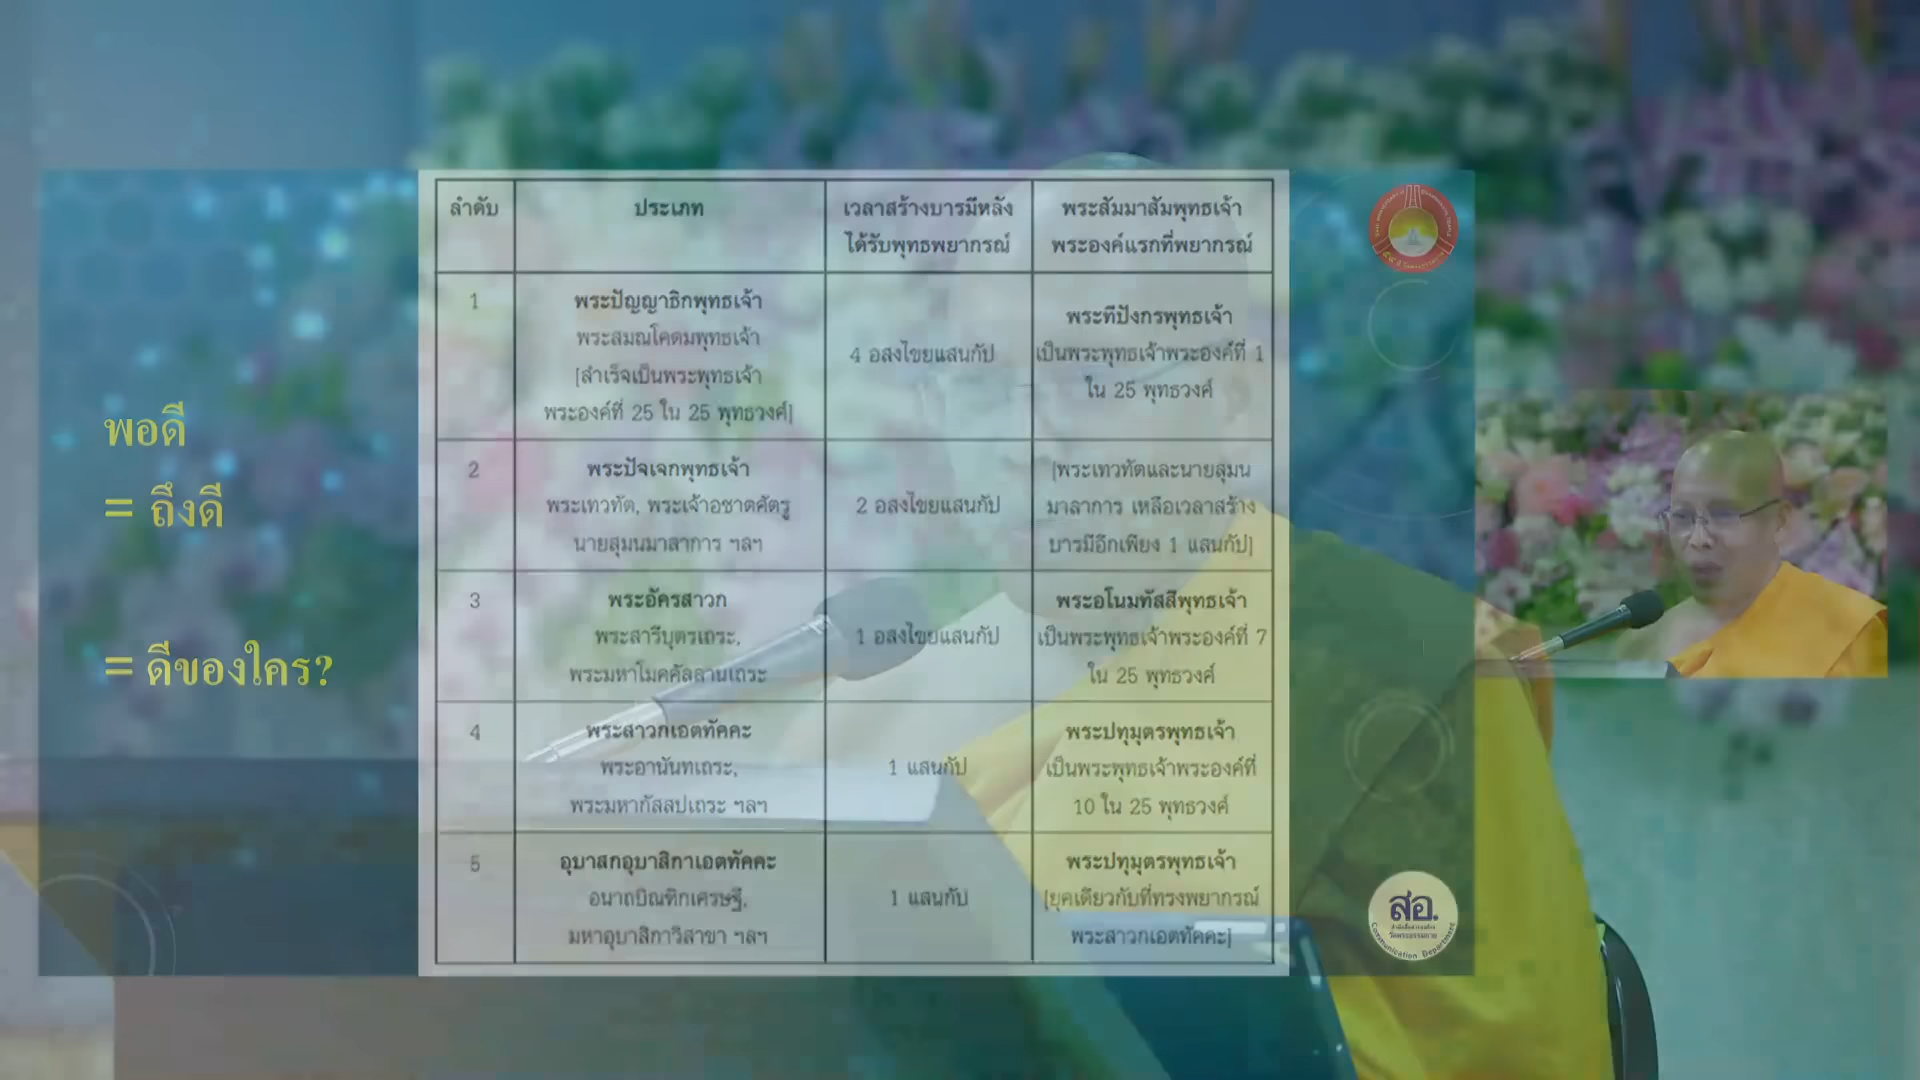 พอดี
= ถึงดี
= ดีของใคร?
ลำดับ
ประเภท
เวลาสร้างบารมีหลัง
ได้รับพุทธพยากรณ์
พระสัมมาสัมพุทธเจ้า
พระองค์แรกที่พยากรณ์
1
พระปัญญาธิกพุทธเจ้า
พระสมณโคดมพุทธเจ้า
[สำเร็จเป็นพระพุทธเจ้า
พระองค์ที่ 25 ใน 25 พุทธวงศ์]
4 อสงไขยแสนกัป
พระทีปังกรพุทธเจ้า
เป็นพระพุทธเจ้าพระองค์ที่ 1
ใน 25 พุทธวงศ์
2
พระปัจเจกพุทธเจ้า
พระเทวทัต, พระเจ้าอชาตศัตรู
นายสุมนมาลาการ ฯลฯ
2 อสงไขยแสนกัป
[พระเทวทัตและนายสุมน
มาลาการ เหลือเวลาสร้าง
บารมีอีกเพียง 1 แสนกัป]
3
พระอัครสาวก
พระสารีบุตรเถระ,
พระมหาโมคคัลลานเถระ
1 อสงไขยแสนกัป
พระอโนมทัสสีพุทธเจ้า
เป็นพระพุทธเจ้าพระองค์ที่ 7
ใน 25 พุทธวงศ์
4
พระสาวกเอตทัคคะ
พระอานันทเถระ,
พระมหากัสสปเถระ ฯลฯ
1 แสนกัป
พระปทุมุตรพุทธเจ้า
เป็นพระพุทธเจ้าพระองค์ที่
10 ใน 25 พุทธวงศ์
5
อุบาสกอุบาสิกาเอตทัคคะ
อนาถบิณฑิกเศรษฐี,
มหาอุบาสิกาวิสาขา ฯลฯ
1 แสนกัป
พระปทุมุตรพุทธเจ้า
[ยุคเดียวกับที่ทรงพยากรณ์
พระสาวกเอตทัคคะ]
สอ.
สำนักสื่อสารองค์กร
วัดพระธรรมกาย
Communication Department